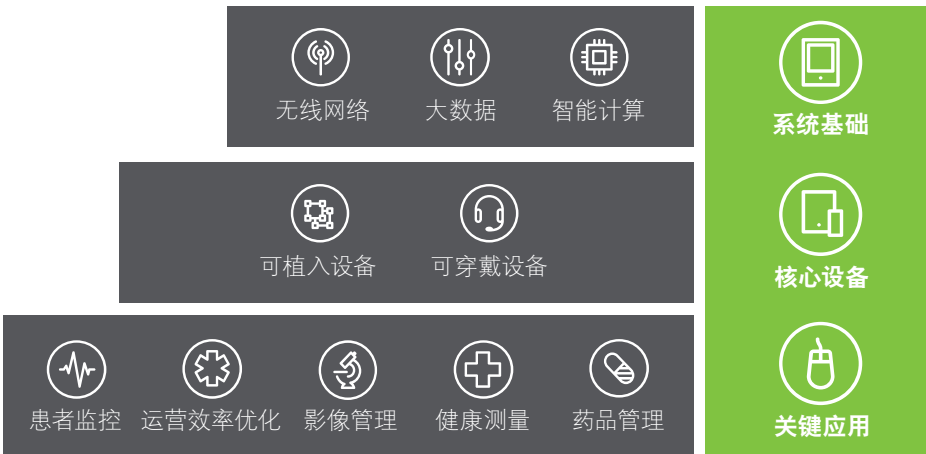 无线网络 大数据 智能计算 系统基础
可植入设备 可穿戴设备 核心设备
患者监控 运营效率优化 影像管理 健康测量 药品管理 关键应用